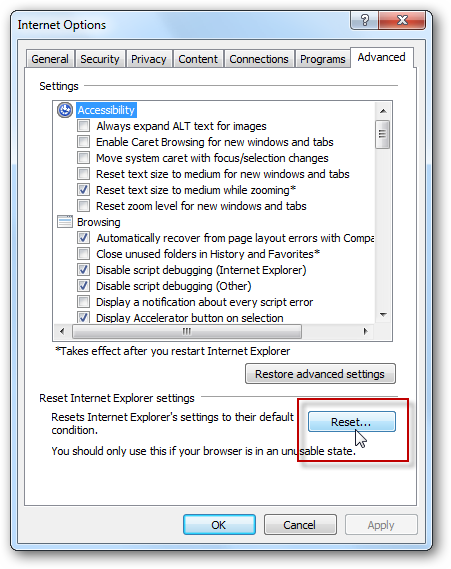 Internet Options
General
Security
Privacy
Content
Connections
Programs
Advanced
Settings
Accessibility
Always expand ALT text for images
Enable Caret Browsing for new windows and tabs
Move system caret with focus/selection changes
Reset text size to medium for new windows and tabs
Reset text size to medium while zooming*
Reset zoom level for new windows and tabs
Browsing
Automatically recover from page layout errors with Compa
Close unused folders in History and Favorites*
Disable script debugging (Internet Explorer)
Disable script debugging (Other)
Display a notification about every script error
Display Accelerator button on selection
*Takes effect after you restart Internet Explorer
Restore advanced settings
Reset Internet Explorer settings
Resets Internet Explorer's settings to their default
condition.
Reset...
You should only use this if your browser is in an unusable state.
OK
Cancel
Apply